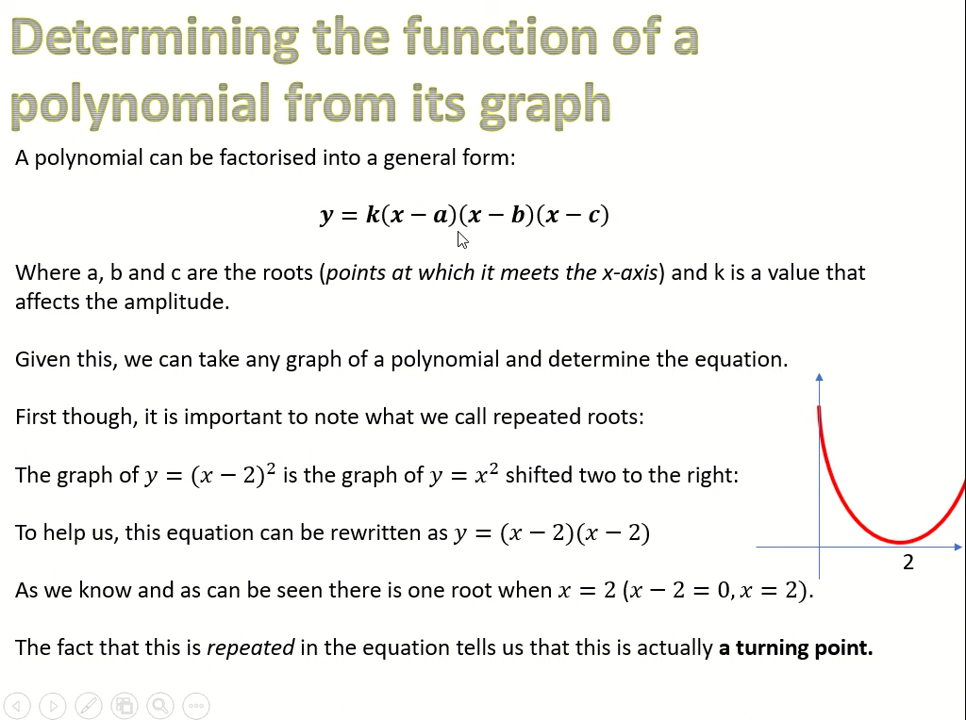 Determining the function of a
polynomial from its graph
A polynomial can be factorised into a general form:
y = k(x − a)(x − b)(x − c)
Where a, b and c are the roots (points at which it meets the x-axis) and k is a value that
affects the amplitude.
Given this, we can take any graph of a polynomial and determine the equation.
First though, it is important to note what we call repeated roots:
The graph of y = (x − 2)² is the graph of y = x² shifted two to the right:
To help us, this equation can be rewritten as y = (x − 2)(x − 2)
2
As we know and as can be seen there is one root when x = 2 (x − 2 = 0, x = 2).
The fact that this is repeated in the equation tells us that this is actually a turning point.